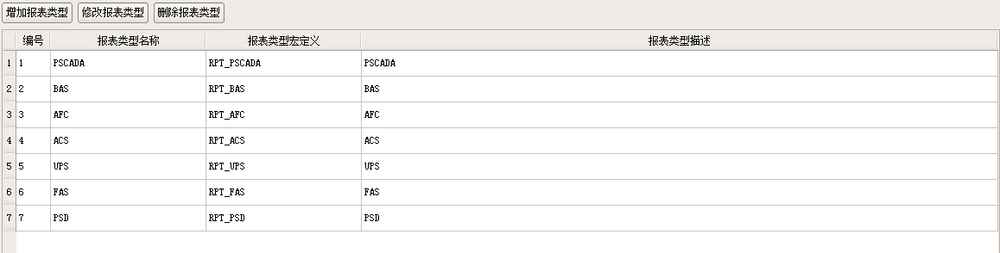 增加报表类型 修改报表类型 删除报表类型
编号 报表类型名称 报表类型宏定义 报表类型描述
1 1 PSCADA RPT_PSCADA PSCADA
2 2 BAS RPT_BAS BAS
3 3 AFC RPT_AFC AFC
4 4 ACS RPT_ACS ACS
5 5 UPS RPT_UPS UPS
6 6 FAS RPT_FAS FAS
7 7 PSD RPT_PSD PSD